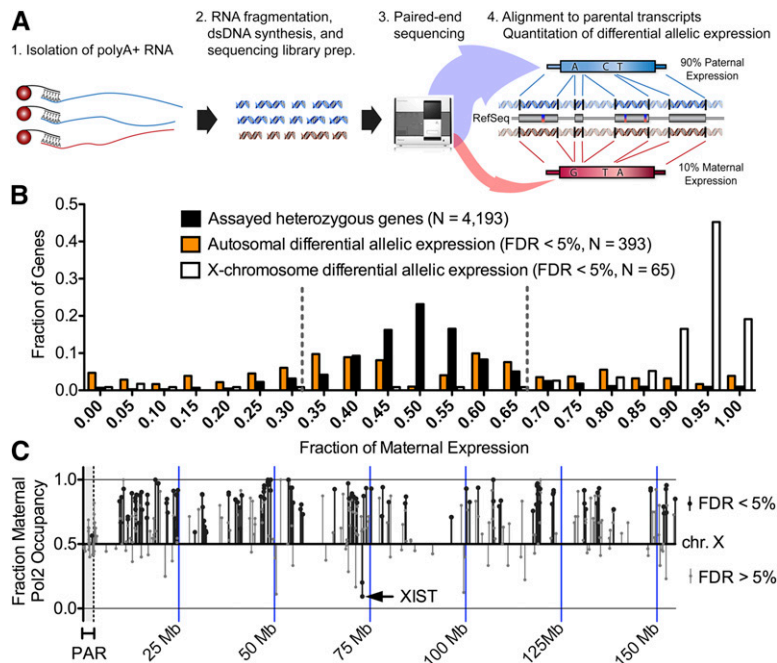 A
1. Isolation of polyA+ RNA
2. RNA fragmentation,
dsDNA synthesis, and
sequencing library prep.
3. Paired-end
sequencing
4. Alignment to parental transcripts
Quantitation of differential allelic expression
A C T
90% Paternal
Expression
RefSeq
G T A
10% Maternal
Expression
B
Fraction of Genes
0.5
0.4
0.3
0.2
0.1
0.0
Assayed heterozygous genes (N = 4,193)
Autosomal differential allelic expression (FDR < 5%, N = 393)
X-chromosome differential allelic expression (FDR < 5%, N = 65)
0.00 0.05 0.10 0.15 0.20 0.25 0.30 0.35 0.40 0.45 0.50 0.55 0.60 0.65 0.70 0.75 0.80 0.85 0.90 0.95 1.00
Fraction of Maternal Expression
C
Fraction Maternal
Pol2 Occupancy
1.0
0.5
0.0
FDR < 5%
chr. X
FDR > 5%
XIST
PAR
25 Mb 50 Mb 75 Mb 100 Mb 125Mb 150 Mb